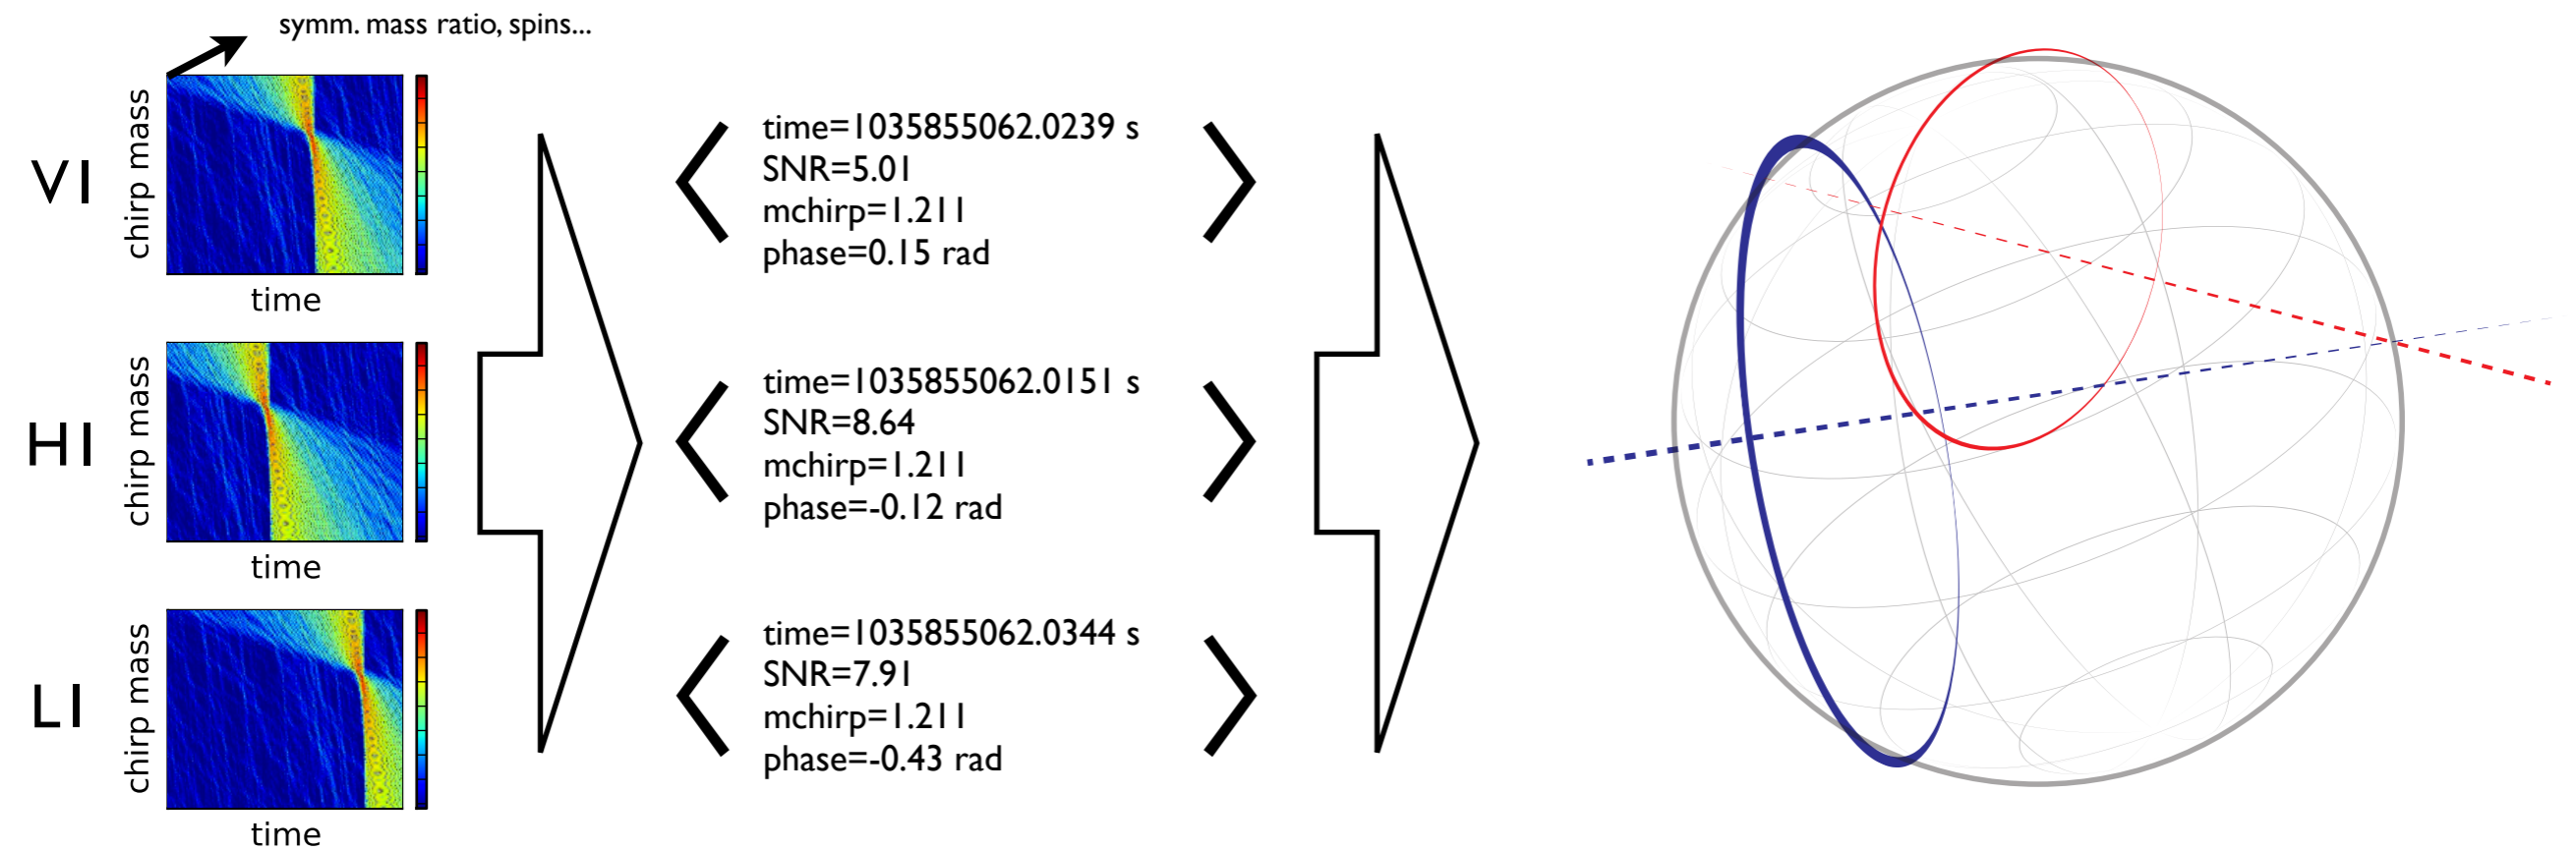 symm. mass ratio, spins...
V1
chirp mass
time
time=1035855062.0239 s
SNR=5.01
mchirp=1.211
phase=0.15 rad
H1
chirp mass
time
time=1035855062.0151 s
SNR=8.64
mchirp=1.211
phase=-0.12 rad
L1
chirp mass
time
time=1035855062.0344 s
SNR=7.91
mchirp=1.211
phase=-0.43 rad